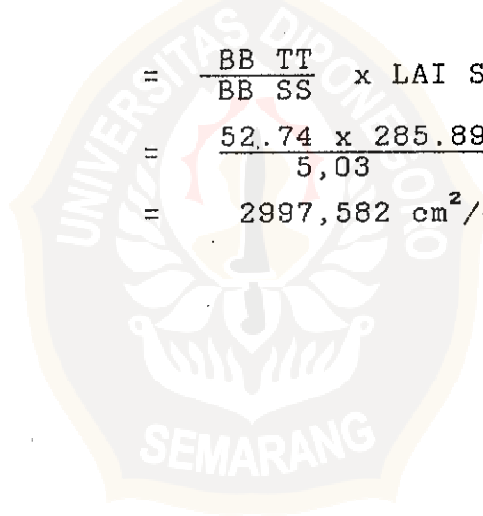 = BB TT / BB SS x LAI S
= 52.74 x 285.89 / 5,03
= 2997,582 cm²/
UNIVERSITAS DIPONEGORO
SEMARANG